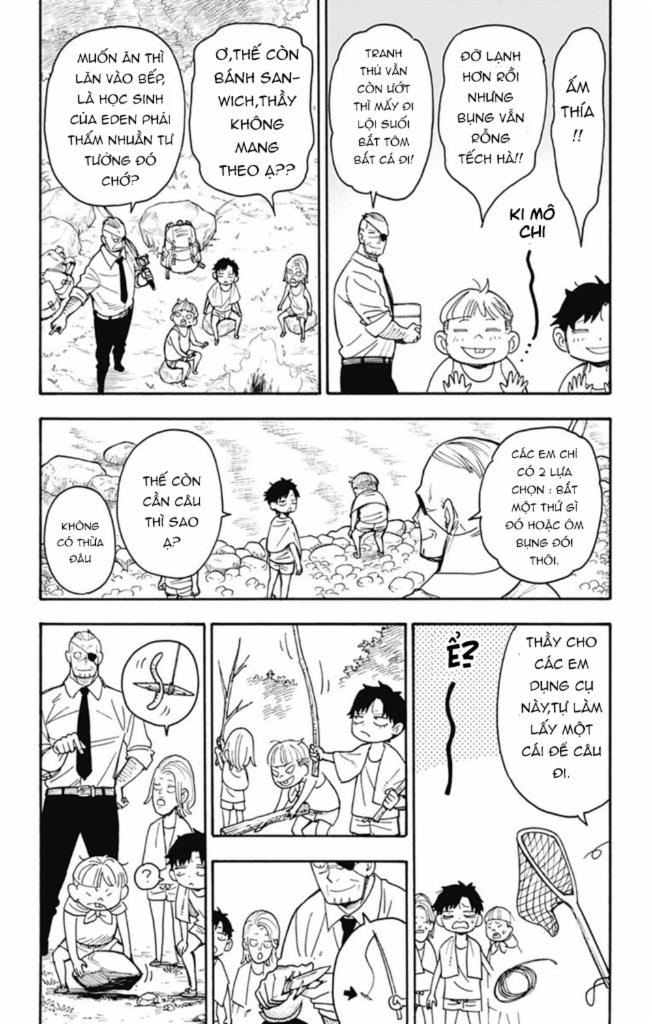 ẤM
THÍA
!!
ĐỠ LẠNH
HƠN RỒI
NHƯNG
BỤNG VẪN
RỖNG
TẾCH HÀ!!
TRANH
THỦ VẪN
CÒN ƯỚT
THÌ MẤY ĐI
LỘI SUỐI
BẮT TÔM
BẮT CÁ ĐI!
KI MÔ
CHI
Ơ,THẾ CÒN
BÁNH SAN-
WICH,THẦY
KHÔNG
MANG
THEO Ạ??
MUỐN ĂN THÌ
LĂN VÀO BẾP,
LÀ HỌC SINH
CỦA EDEN PHẢI
THẤM NHUẦN TƯ
TƯỞNG ĐÓ
CHỚ?
CÁC EM CHỈ
CÓ 2 LỰA
CHỌN : BẮT
MỘT THỨ GÌ
ĐÓ HOẶC ÔM
BỤNG ĐÓI
THÔI.
THẾ CÒN
CẦN CÂU
THÌ SAO
Ạ?
KHÔNG
CÓ THỪA
ĐÂU
THẦY CHO
CÁC EM
DỤNG CỤ
NÀY,TỰ LÀM
LẤY MỘT
CÁI ĐỂ CÂU
ĐI.
Ể?
?